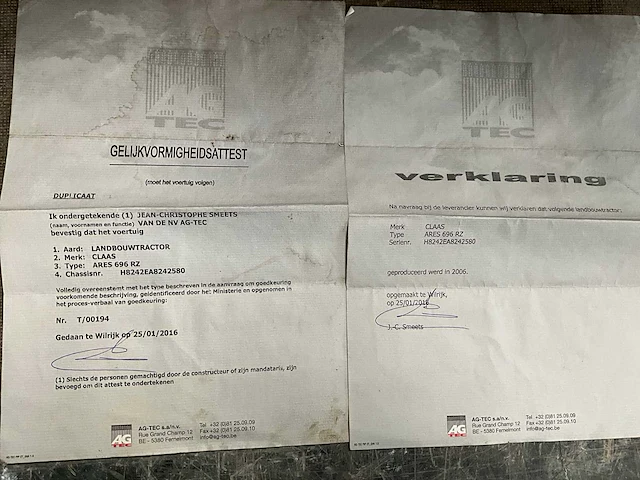 AG
TEC
GELIJKVORMIGHEIDSATTEST
(moet het voertuig volgen)
DUPLICAAT
Ik ondergetekende (1) JEAN-CHRISTOPHE SMEETS
(naam, voornamen en functie) VAN DE NV AG-TEC
bevestig dat het voertuig
1. Aard: LANDBOUWTRACTOR
2. Merk: CLAAS
3. Type: ARES 696 RZ
4. Chassisnr. H8242EA8242580
Volledig overeenstemt met het type beschreven in de aanvraag om goedkeuring
voorkomende beschrijving, geïdentificeerd door het Ministerie en opgenomen in
het proces-verbaal van goedkeuring:
Nr. T/00194
Gedaan te Wilrijk op 25/01/2016
(1) Slechts de personen gemachtigd door de constructeur of zijn mandataris, zijn
bevoegd om dit attest te ondertekenen
AG
TEC
AG-TEC s.a/n.v.
Rue Grand Champ 12
BE - 5380 Fernelmont
Tel +32 (0)81 25.09.09
Fax +32 (0)81 25.09.10
info@ag-tec.be
AG
TEC
verklaring
Na navraag bij de leverancier kunnen wij verklaren dat volgende landbouwtractor:
Merk CLAAS
Type ARES 696 RZ
Serienr. H8242EA8242580
geproduceerd werd in 2006.
opgemaakt te Wilrijk,
op 25/01/2016
J.-C. Smeets
AG
TEC
AG-TEC s.a/n.v.
Rue Grand Champ 12
BE - 5380 Fernelmont
Tel. +32 (0)81 25.09.09
Fax +32 (0)81 25.09.10
info@ag-tec.be